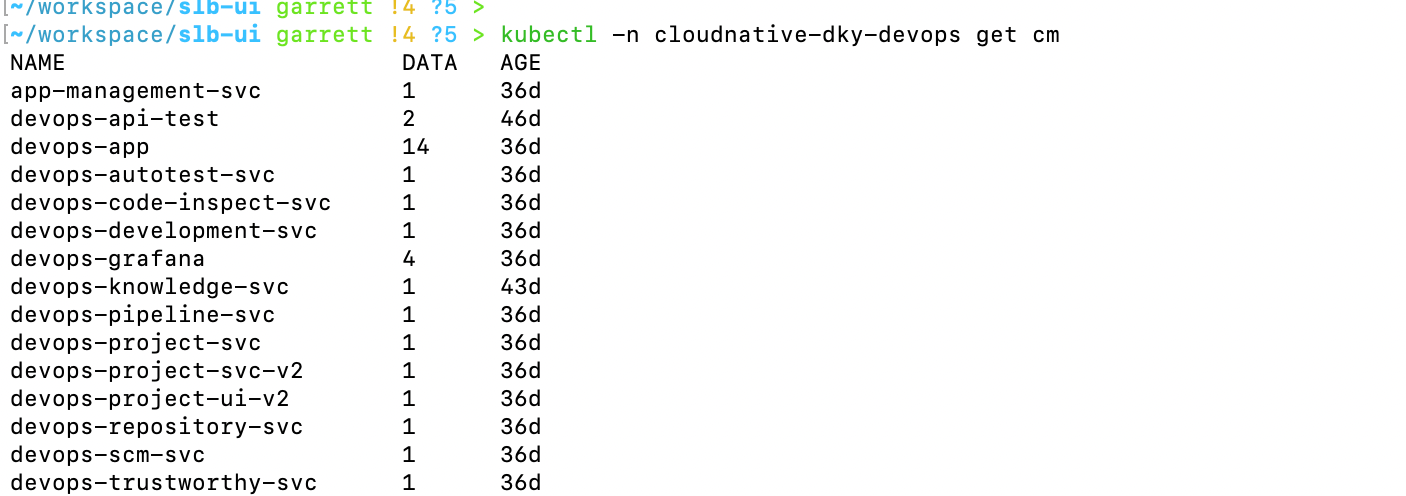 [~/workspace/slb-ui garrett !4 ?5 >
[~/workspace/slb-ui garrett !4 ?5 > kubectl -n cloudnative-dky-devops get cm
NAME DATA AGE
app-management-svc 1 36d
devops-api-test 2 46d
devops-app 14 36d
devops-autotest-svc 1 36d
devops-code-inspect-svc 1 36d
devops-development-svc 1 36d
devops-grafana 4 36d
devops-knowledge-svc 1 43d
devops-pipeline-svc 1 36d
devops-project-svc 1 36d
devops-project-svc-v2 1 36d
devops-project-ui-v2 1 36d
devops-repository-svc 1 36d
devops-scm-svc 1 36d
devops-trustworthy-svc 1 36d